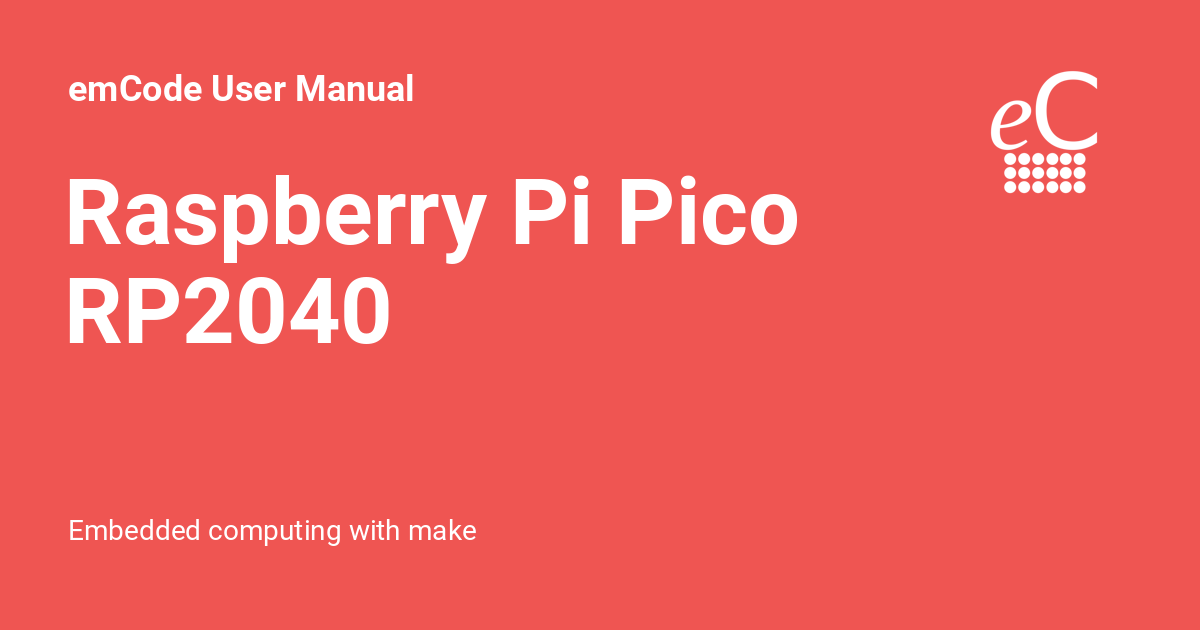 emCode User Manual
eC
Raspberry Pi Pico
RP2040
Embedded computing with make